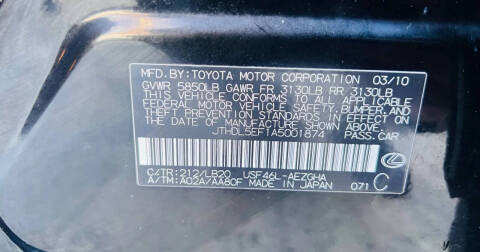 MFD. BY: TOYOTA MOTOR CORPORATION 03/10
GVWR 5850LB GAWR FR 3130LB RR 3130LB
THIS VEHICLE CONFORMS TO ALL APPLICABLE
FEDERAL MOTOR VEHICLE SAFETY, BUMPER, AND
THEFT PREVENTION STANDARDS IN EFFECT ON
THE DATE OF MANUFACTURE SHOWN ABOVE.
JTHDL5EF1A5001874 PASS. CAR
C/TR: 212/LB20 USF46L-AEZGHA
A/TM: A02A/AA80F MADE IN JAPAN 071 C